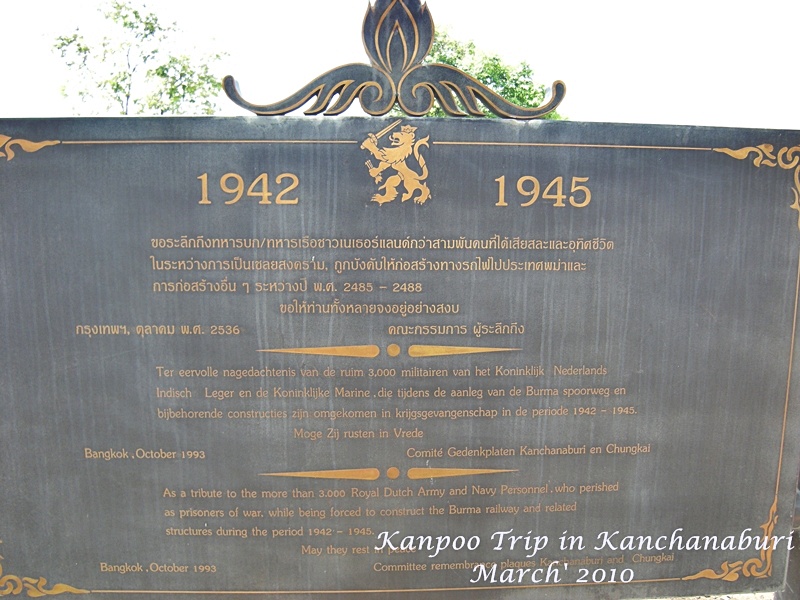 1942 1945
ขอระลึกถึงทหารบก/ทหารเรือชาวเนเธอร์แลนด์กว่าสามพันคนที่ได้เสียสละและอุทิศชีวิต
ในระหว่างการเป็นเชลยสงคราม, ถูกบังคับให้ก่อสร้างทางรถไฟไปประเทศพม่าและ
การก่อสร้างอื่น ๆ ระหว่างปี พ.ศ. 2485 – 2488
ขอให้ท่านทั้งหลายจงอยู่อย่างสงบ
กรุงเทพฯ, ตุลาคม พ.ศ. 2536 คณะกรรมการ ผู้ระลึกถึง
Ter eervolle nagedachtenis van de ruim 3,000 militairen van het Koninklijk Nederlands
Indisch Leger en de Koninklijke Marine, die tijdens de aanleg van de Burma spoorweg en
bijbehorende constructies zijn omgekomen in krijgsgevangenschap in de periode 1942 - 1945.
Moge Zij rusten in Vrede
Bangkok, October 1993 Comité Gedenkplaten Kanchanaburi en Chungkai
As a tribute to the more than 3,000 Royal Dutch Army and Navy Personnel, who perished
as prisoners of war, while being forced to construct the Burma railway and related
structures during the period 1942 - 1945.
May they rest in peace
Bangkok, October 1993 Committee remembrance plaques Kanchanaburi and Chungkai
Kanpoo Trip in Kanchanaburi
March' 2010